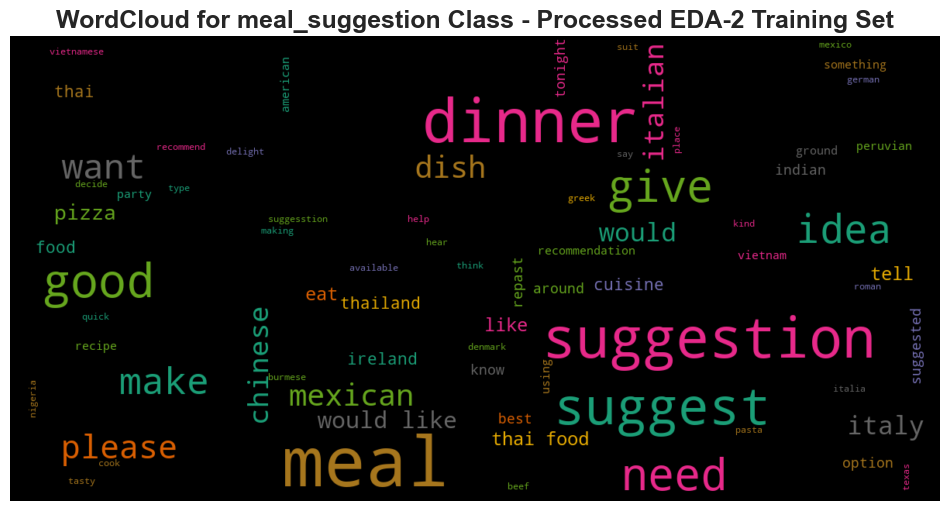 WordCloud for meal_suggestion Class - Processed EDA-2 Training Set
vietnamese
suit
mexico
tonight
italian
american
something
german
thai
dinner
place
recommend
delight
say
ground
peruvian
want
dish
indian
decide
type
party
give
greek
pizza
suggesstion
help
kind
idea
making
would
food
hear
recommendation
vietnam
good
available
think
repast
tell
eat
around
cuisine
roman
thailand
quick
chinese
like
suggestion
suggested
recipe
denmark
ireland
know
make
burmese
using
italia
nigeria
mexican
suggest
would like
best
pasta
italy
please
thai food
cook
meal
need
option
texas
tasty
beef